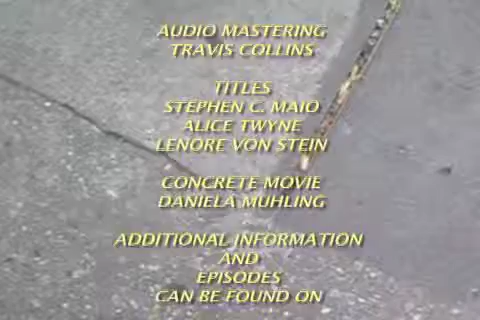 AUDIO MASTERING
TRAVIS COLLINS
TITLES
STEPHEN C. MAIO
ALICE TWYNE
LENORE VON STEIN
CONCRETE MOVIE
DANIELA MUHLING
ADDITIONAL INFORMATION
AND
EPISODES
CAN BE FOUND ON